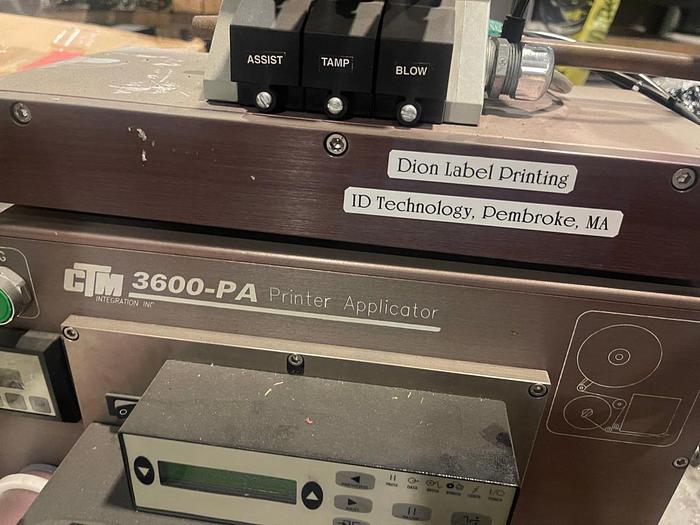 ASSIST
TAMP
BLOW
Dion Label Printing
ID Technology, Pembroke, MA
CTM 3600-PA Printer Applicator
INTEGRATION INC